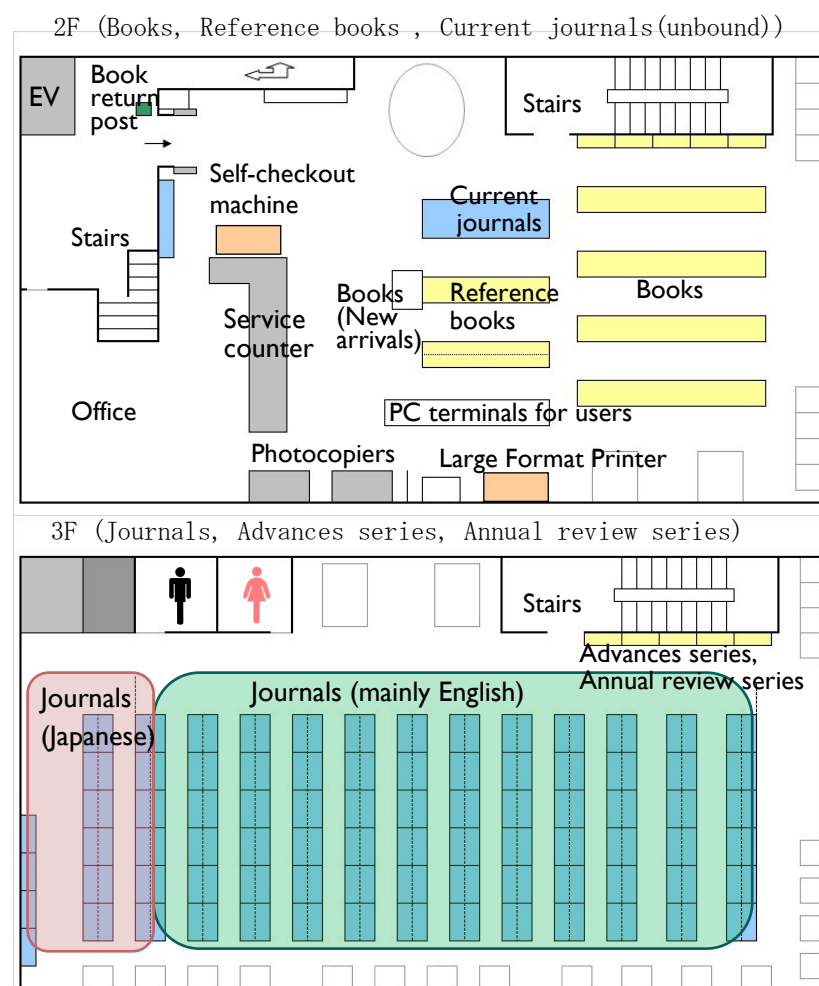 2F (Books, Reference books , Current journals(unbound))
EV
Book
return
post
Stairs
Self-checkout
machine
Current
journals
Stairs
Books
(New
arrivals)
Reference
books
Books
Service
counter
Office
PC terminals for users
Photocopiers
Large Format Printer
3F (Journals, Advances series, Annual review series)
Stairs
Advances series,
Annual review series
Journals
(Japanese)
Journals (mainly English)